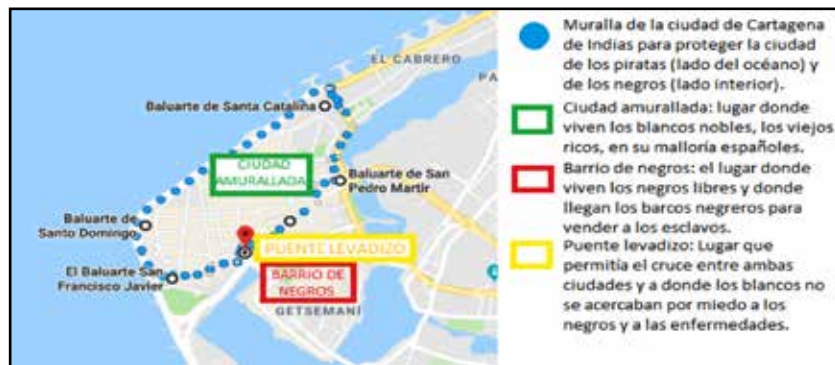 EL CABRERO
PA
Baluarte de Santa Catalina
CIUDAD
AMURALLADA
Baluarte de San
Pedro Martir
Baluarte de
Santo Domingo
PUENTE LEVADIZO
El Baluarte San
Francisco Javier
BARRIO DE
NEGROS
GETSEMANÍ
Muralla de la ciudad de Cartagena
de Indias para proteger la ciudad
de los piratas (lado del océano) y
de los negros (lado interior).
Ciudad amurallada: lugar donde
viven los blancos nobles, los viejos
ricos, en su malloría españoles.
Barrio de negros: el lugar donde
viven los negros libres y donde
llegan los barcos negreros para
vender a los esclavos.
Puente levadizo: Lugar que
permitía el cruce entre ambas
ciudades y a donde los blancos no
se acercaban por miedo a los
negros y a las enfermedades.